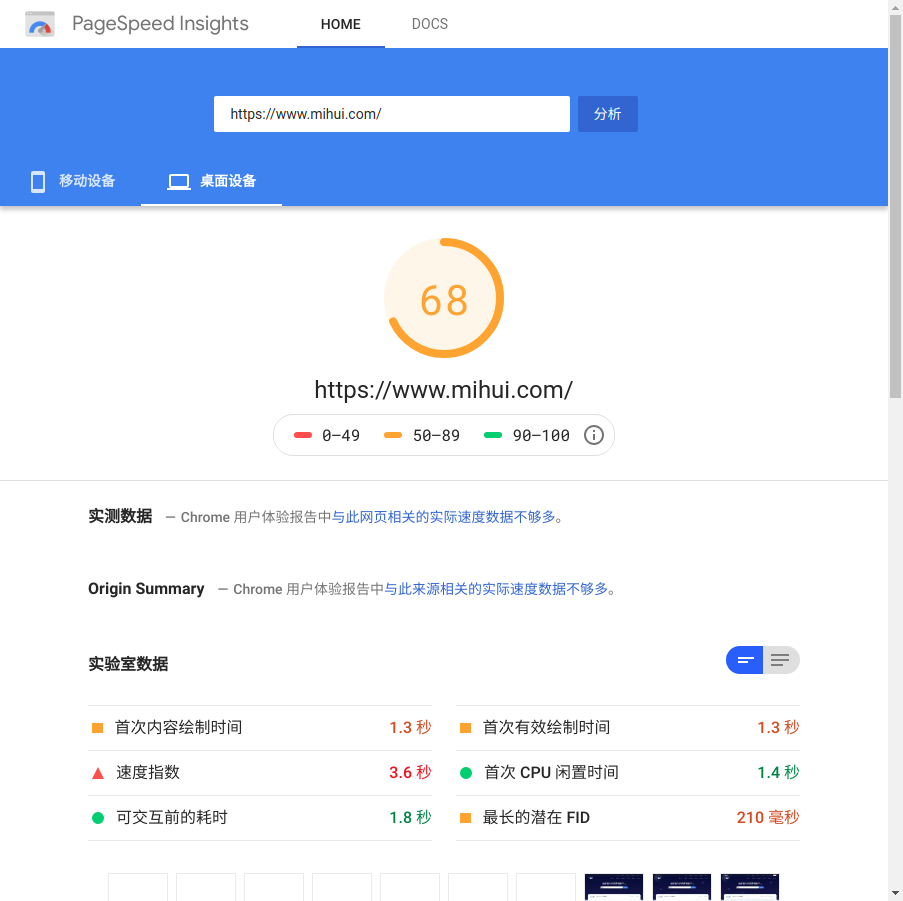 PageSpeed Insights
HOME
DOCS
https://www.mihui.com/
分析
移动设备
桌面设备
68
https://www.mihui.com/
0–49
50–89
90–100
实测数据 — Chrome 用户体验报告中与此网页相关的实际速度数据不够多。
Origin Summary — Chrome 用户体验报告中与此来源相关的实际速度数据不够多。
实验室数据
首次内容绘制时间 1.3 秒
首次有效绘制时间 1.3 秒
速度指数 3.6 秒
首次 CPU 闲置时间 1.4 秒
可交互前的耗时 1.8 秒
最长的潜在 FID 210 毫秒